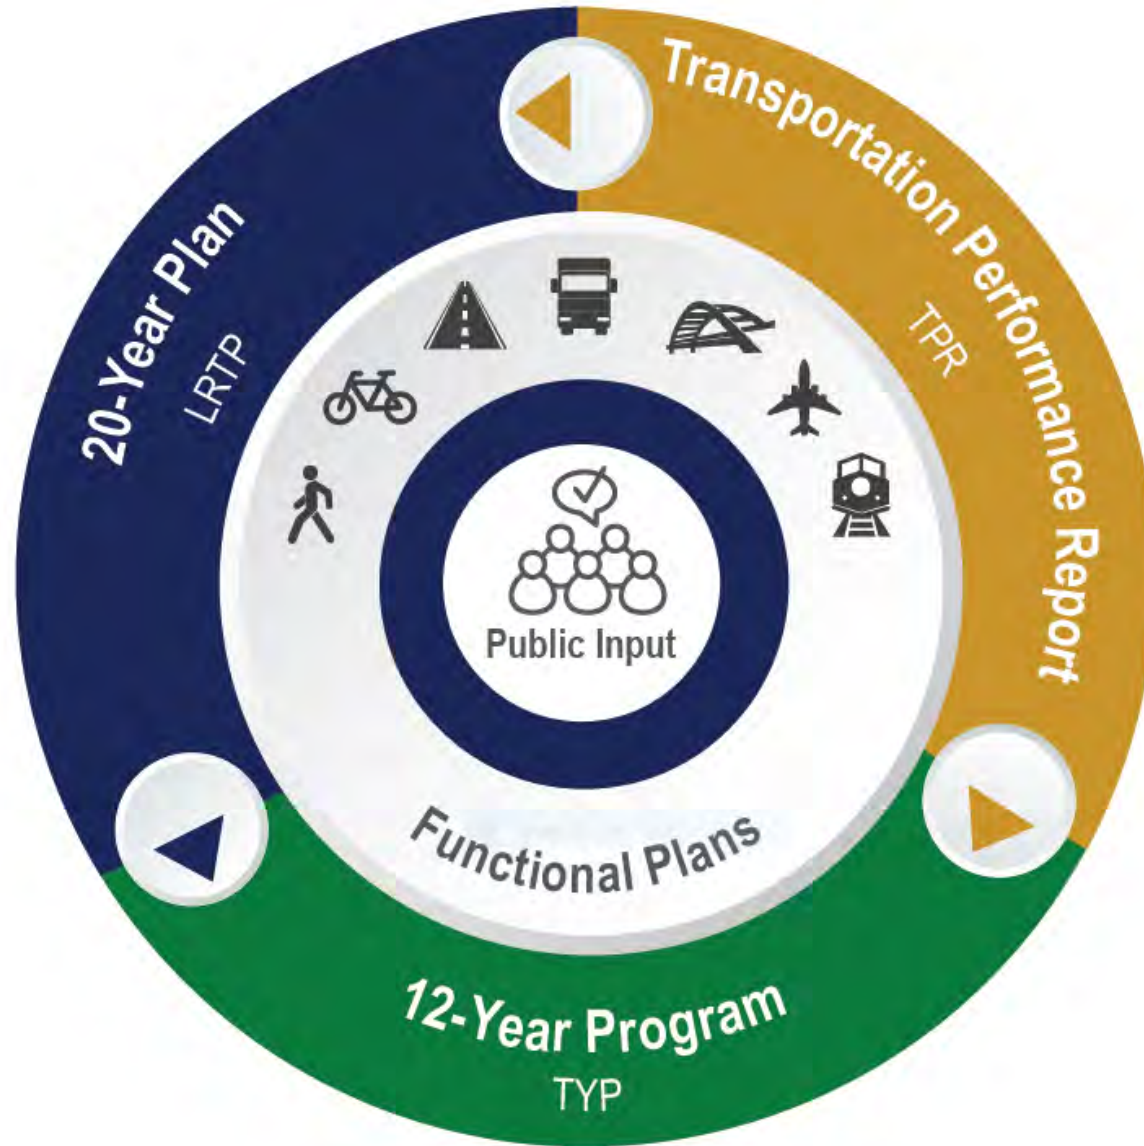 Transportation Performance Report
TPR
20-Year Plan
LRTP
Public Input
Functional Plans
12-Year Program
TYP